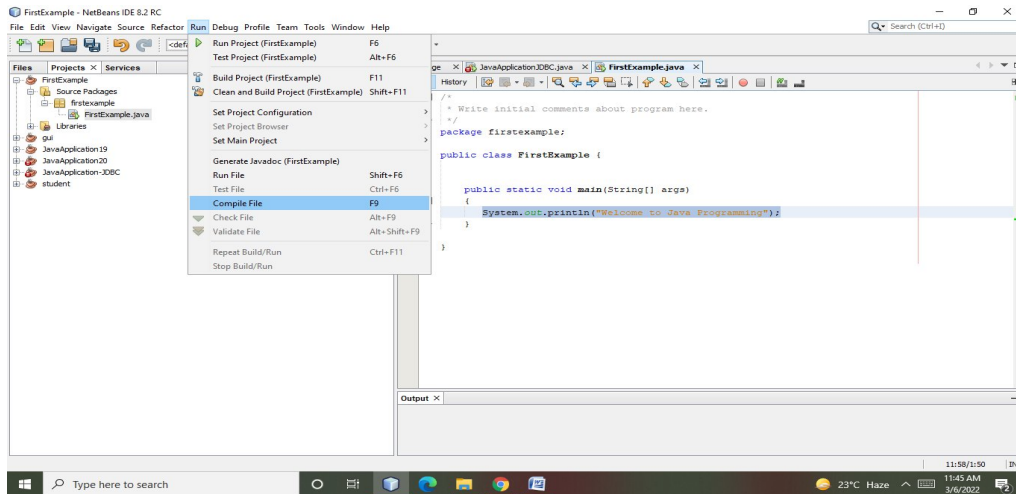 FirstExample - NetBeans IDE 8.2 RC
File Edit View Navigate Source Refactor Run Debug Profile Team Tools Window Help
Search (Ctrl+I)
Run Project (FirstExample) F6
Test Project (FirstExample) Alt+F6
Build Project (FirstExample) F11
Clean and Build Project (FirstExample) Shift+F11
Set Project Configuration
Set Project Browser
Set Main Project
Generate Javadoc (FirstExample)
Run File Shift+F6
Test File Ctrl+F6
Compile File F9
Check File Alt+F9
Validate File Alt+Shift+F9
Repeat Build/Run Ctrl+F11
Stop Build/Run
Files Projects Services
FirstExample
Source Packages
firstexample
FirstExample.java
Libraries
gui
JavaApplication19
JavaApplication20
JavaApplication-JDBC
student
JavaApplicationJDBC.java FirstExample.java
History
/*
* Write initial comments about program here.
*/
package firstexample;
public class FirstExample {
public static void main(String[] args)
{
System.out.println("Welcome to Java Programming");
}
}
Output
11:58/1:50
Type here to search
23°C Haze
11:45 AM
3/6/2022
2